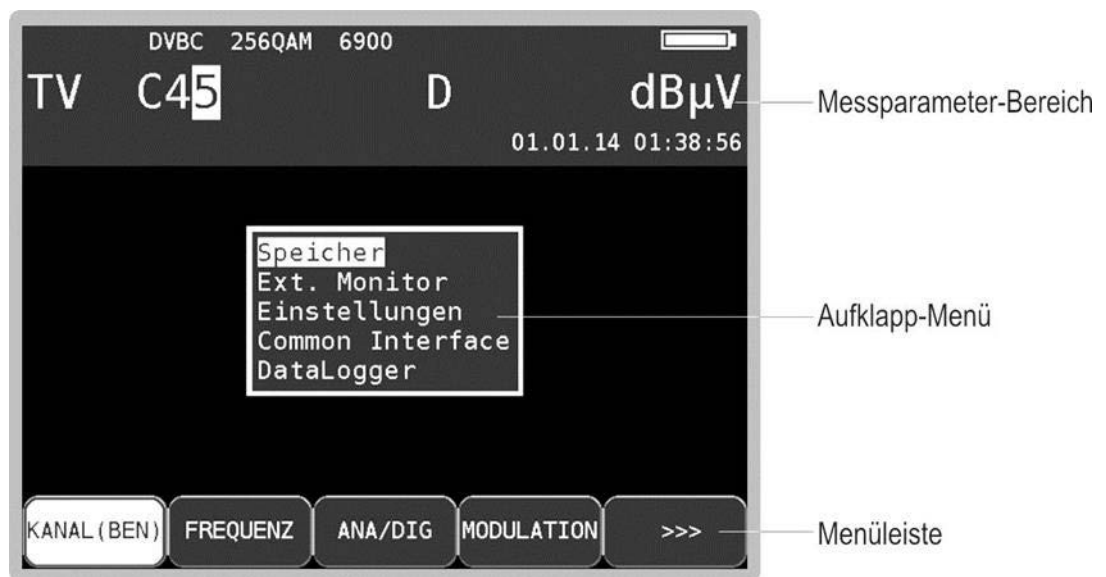 DVBC 256QAM 6900
TV C45 D dBµV
Messparameter-Bereich
01.01.14 01:38:56
Speicher
Ext. Monitor
Einstellungen
Common Interface
DataLogger
Aufklapp-Menü
KANAL(BEN) FREQUENZ ANA/DIG MODULATION >>>
Menüleiste